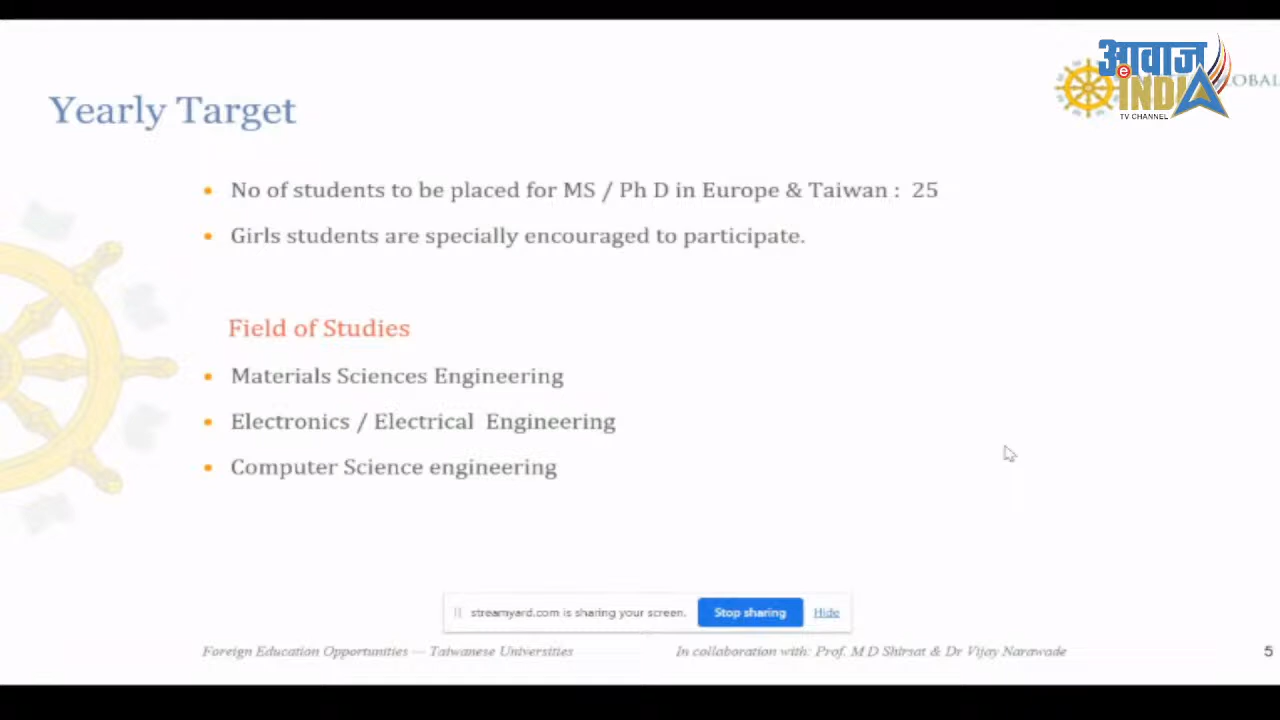 आवाज
e
INDIA
TV CHANNEL
OBAL
Yearly Target
No of students to be placed for MS / Ph D in Europe & Taiwan : 25
Girls students are specially encouraged to participate.
Field of Studies
Materials Sciences Engineering
Electronics / Electrical Engineering
Computer Science engineering
streamyard.com is sharing your screen. Stop sharing Hide
Foreign Education Opportunities — Taiwanese Universities In collaboration with: Prof. M D Shirsat & Dr Vijay Narawade 5